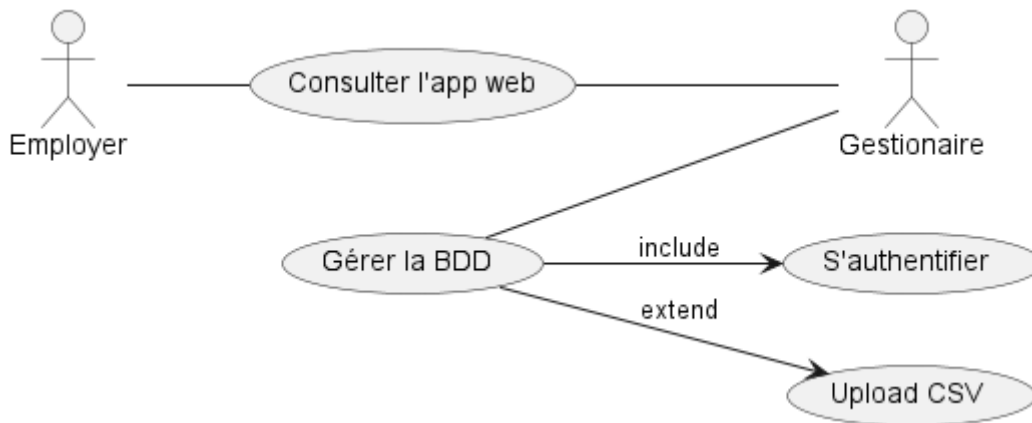 Consulter l'app web
Employer
Gestionaire
Gérer la BDD
include
S'authentifier
extend
Upload CSV